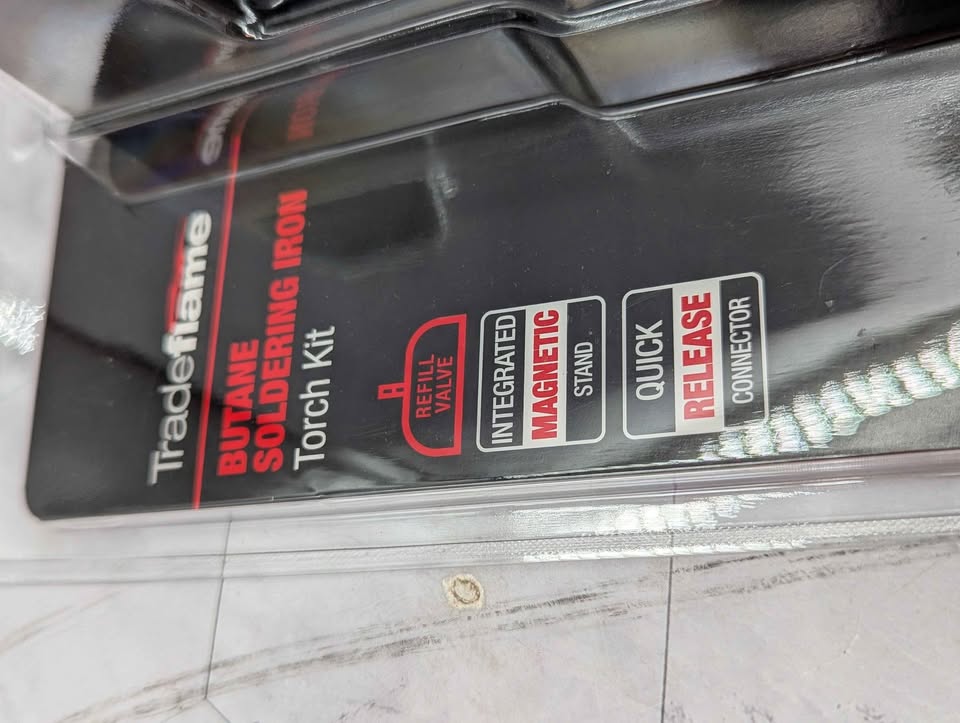 Tradeflame
BUTANE
SOLDERING IRON
Torch Kit
REFILL
VALVE
INTEGRATED
MAGNETIC
STAND
QUICK
RELEASE
CONNECTOR